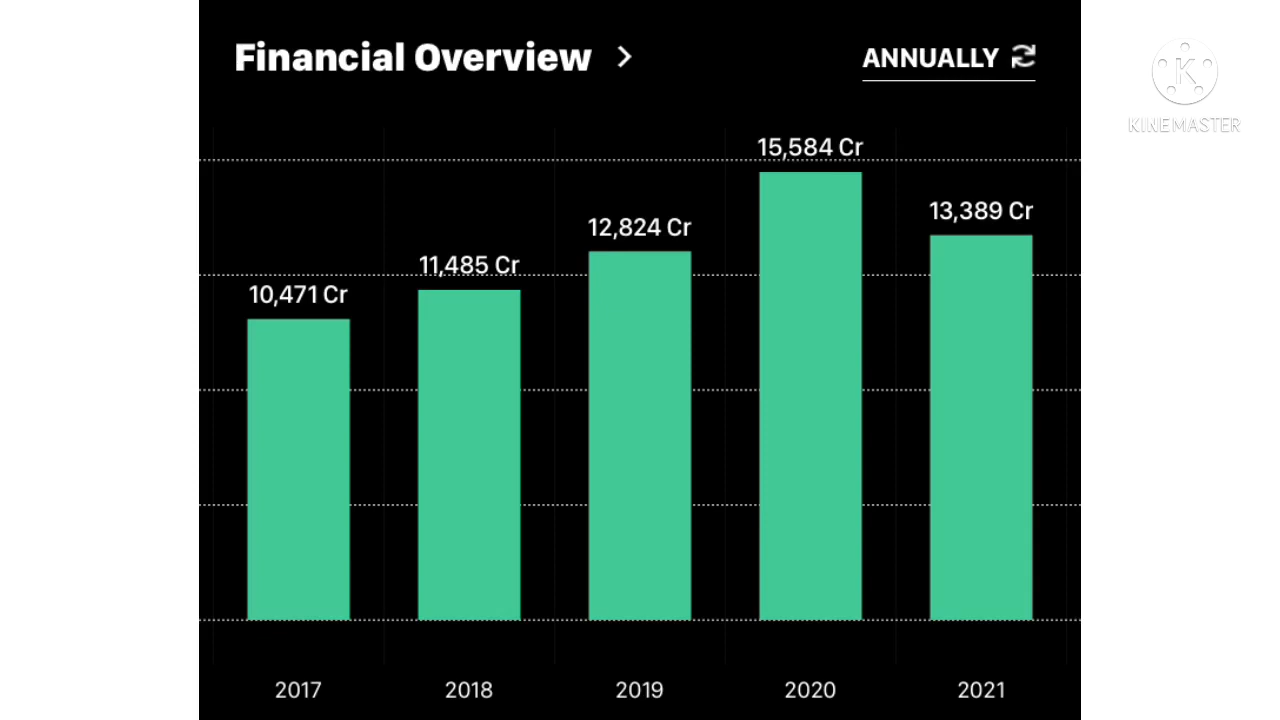 Financial Overview >
ANNUALLY
K
KINEMASTER
15,584 Cr
13,389 Cr
12,824 Cr
11,485 Cr
10,471 Cr
2017 2018 2019 2020 2021